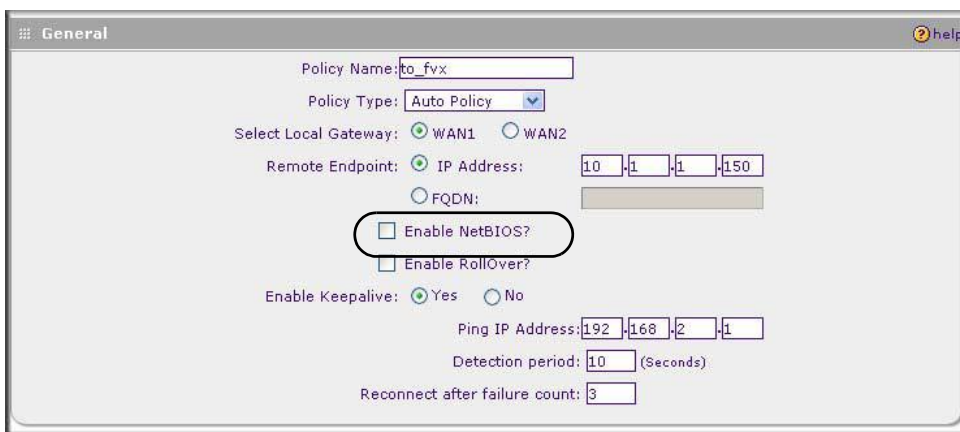 General
help
Policy Name: to_fvx
Policy Type: Auto Policy
Select Local Gateway: WAN1 WAN2
Remote Endpoint: IP Address: 10 .1 .1 .150
FQDN:
Enable NetBIOS?
Enable RollOver?
Enable Keepalive: Yes No
Ping IP Address: 192 .168 .2 .1
Detection period: 10 (Seconds)
Reconnect after failure count: 3